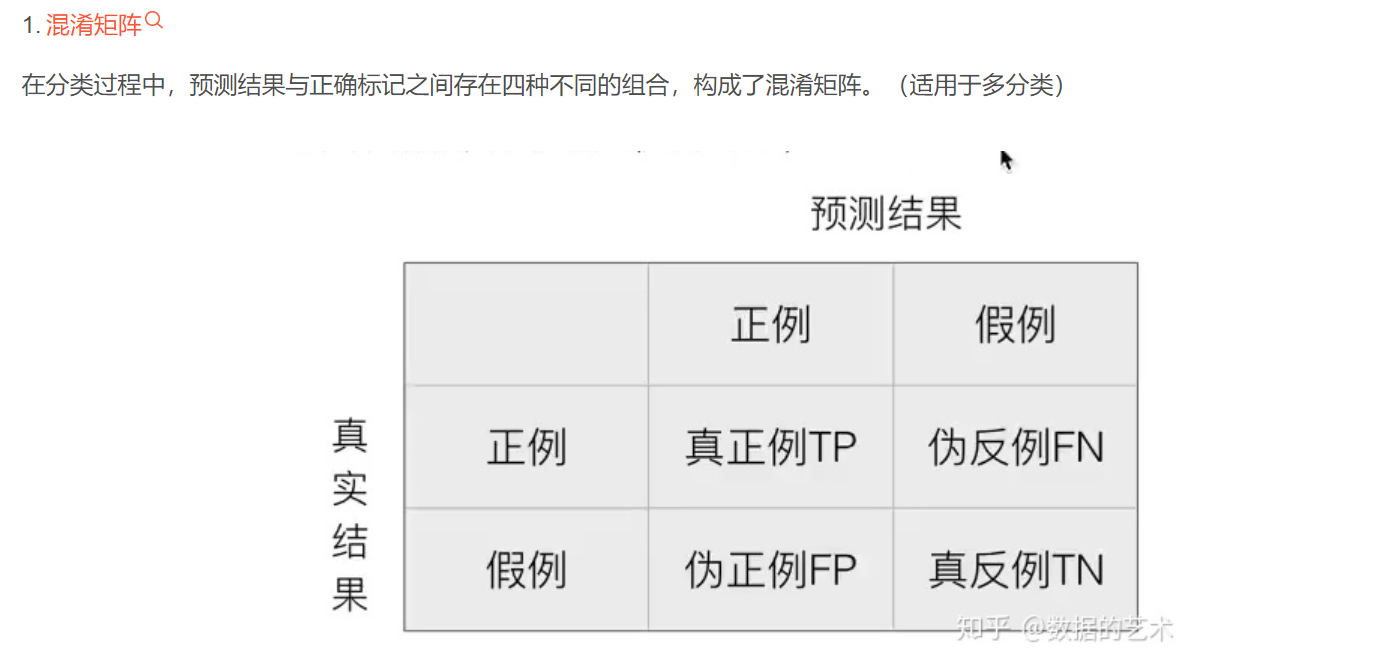 1. 混淆矩阵
在分类过程中，预测结果与正确标记之间存在四种不同的组合，构成了混淆矩阵。（适用于多分类）
预测结果
正例 假例
真实结果
正例 真正例TP 伪反例FN
假例 伪正例FP 真反例TN
知乎 @数据的艺术